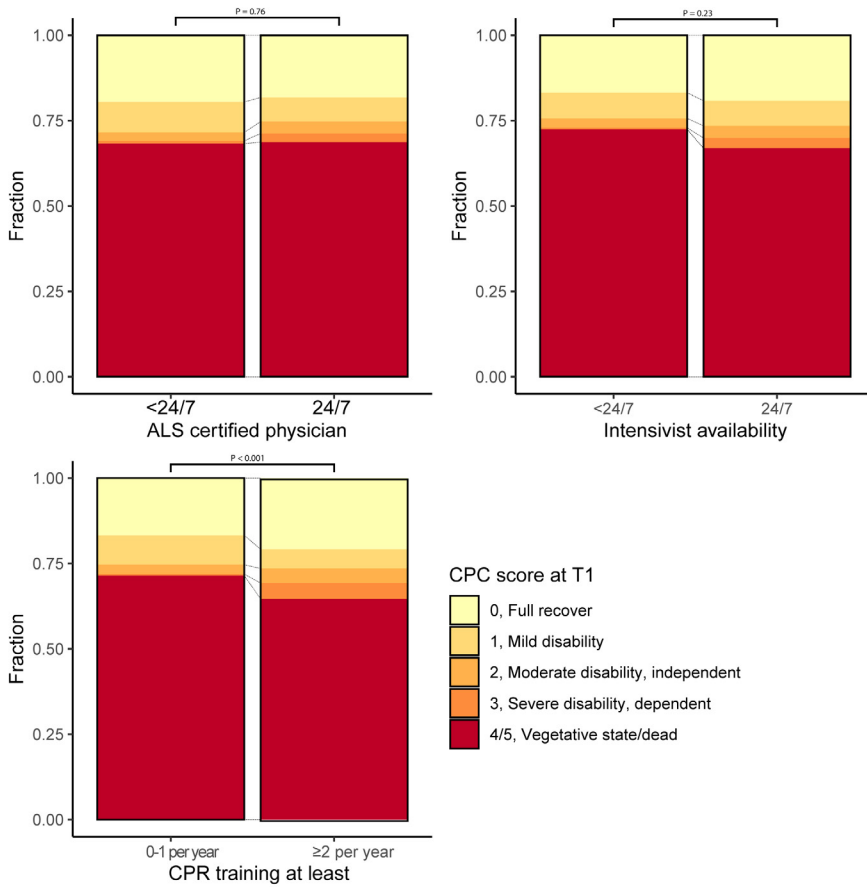 P = 0.76
1.00
0.75
0.50
0.25
0.00
Fraction
<24/7
24/7
ALS certified physician
P = 0.23
1.00
0.75
0.50
0.25
0.00
Fraction
<24/7
24/7
Intensivist availability
P < 0.001
1.00
0.75
0.50
0.25
0.00
Fraction
0-1 per year
≥2 per year
CPR training at least
CPC score at T1
0, Full recover
1, Mild disability
2, Moderate disability, independent
3, Severe disability, dependent
4/5, Vegetative state/dead